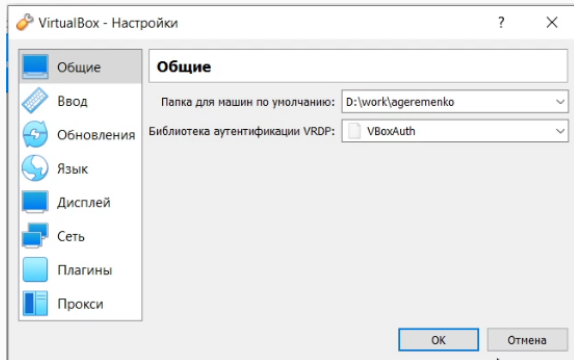 VirtualBox - Настройки
Общие
Ввод
Обновления
Язык
Дисплей
Сеть
Плагины
Прокси
Общие
Папка для машин по умолчанию: D:\work\ageremenko
Библиотека аутентификации VRDP: VBoxAuth
OK Отмена